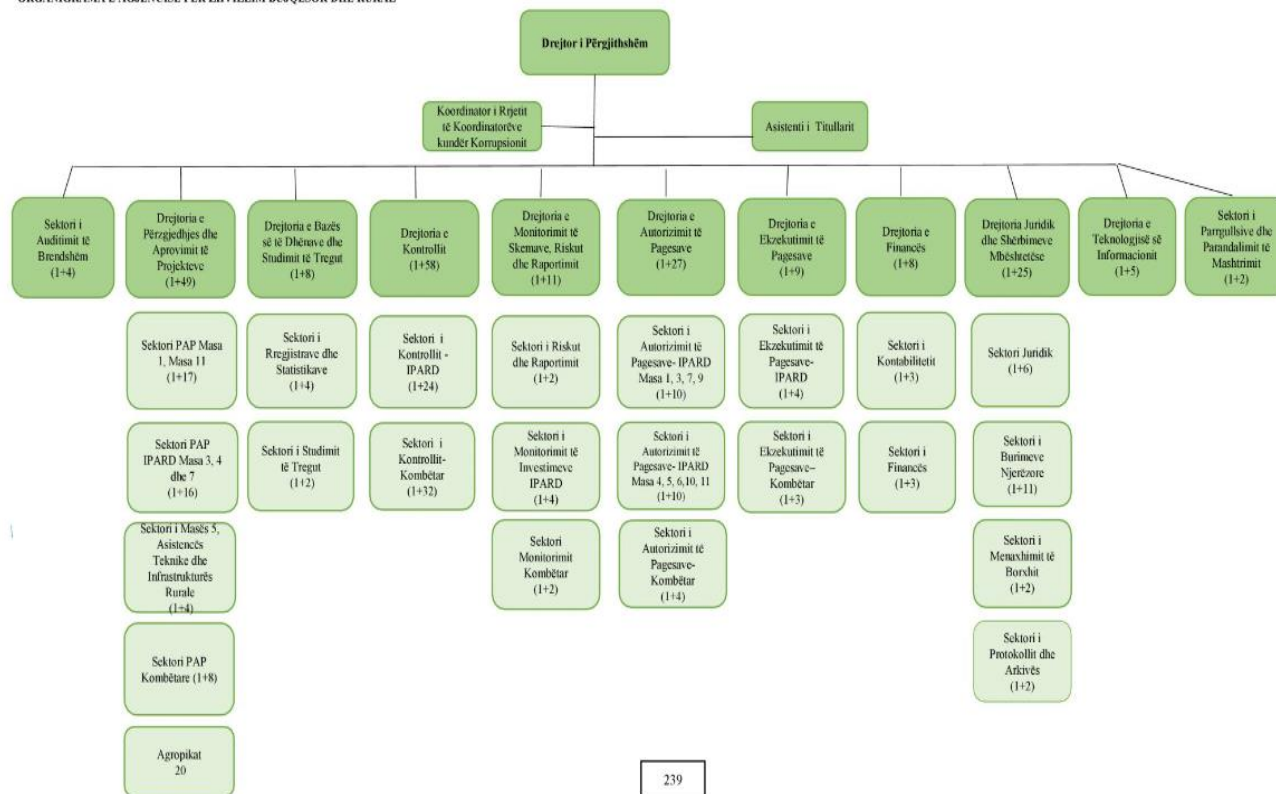 Drejtor i Përgjithshëm
Koordinator i Rrjetit
të Koordinatorëve
kundër Korrupsionit
Asistenti i Titullarit
Sektori i
Auditimit të
Brendshëm
(1+4)
Drejtoria e
Përzgjedhjes dhe
Aprovimit të
Projekteve
(1+49)
Drejtoria e Bazës
së të Dhënave dhe
Studimit të Tregut
(1+8)
Drejtoria e
Kontrollit
(1+58)
Drejtoria e
Monitorimit të
Skemave, Riskut
dhe Raportimit
(1+11)
Drejtoria e
Autorizimit të
Pagesave
(1+27)
Drejtoria e
Ekzekutimit të
Pagesave
(1+9)
Drejtoria e
Financës
(1+8)
Drejtoria Juridik
dhe Shërbimeve
Mbështetëse
(1+25)
Drejtoria e
Teknologjisë së
Informacionit
(1+5)
Sektori i
Parrgullsive dhe
Parandalimit të
Mashtrimit
(1+2)
Sektori PAP Masa
1, Masa 11
(1+17)
Sektori i
Rregjistrave dhe
Statistikave
(1+4)
Sektori i
Kontrollit -
IPARD
(1+24)
Sektori i Riskut
dhe Raportimit
(1+2)
Sektori i
Autorizimit të
Pagesave- IPARD
Masa 1, 3, 7, 9
(1+10)
Sektori i
Ekzekutimit të
Pagesave-
IPARD
(1+4)
Sektori i
Kontabilitetit
(1+3)
Sektori Juridik
(1+6)
Sektori PAP
IPARD Masa 3, 4
dhe 7
(1+16)
Sektori i Studimit
të Tregut
(1+2)
Sektori i
Kontrollit-
Kombëtar
(1+32)
Sektori i
Monitorimit të
Investimeve
IPARD
(1+4)
Sektori i
Autorizimit të
Pagesave- IPARD
Masa 4, 5, 6,10, 11
(1+10)
Sektori i
Ekzekutimit të
Pagesave–
Kombëtar
(1+3)
Sektori i
Financës
(1+3)
Sektori i
Burimeve
Njerëzore
(1+11)
Sektori i Masës 5,
Asistencës
Teknike dhe
Infrastrukturës
Rurale
(1+4)
Sektori
Monitorimit
Kombëtar
(1+2)
Sektori i
Autorizimit të
Pagesave-
Kombëtar
(1+4)
Sektori i
Menaxhimit të
Borxhit
(1+2)
Sektori PAP
Kombëtare (1+8)
Sektori i
Protokollit dhe
Arkivës
(1+2)
Agropikat
20
239